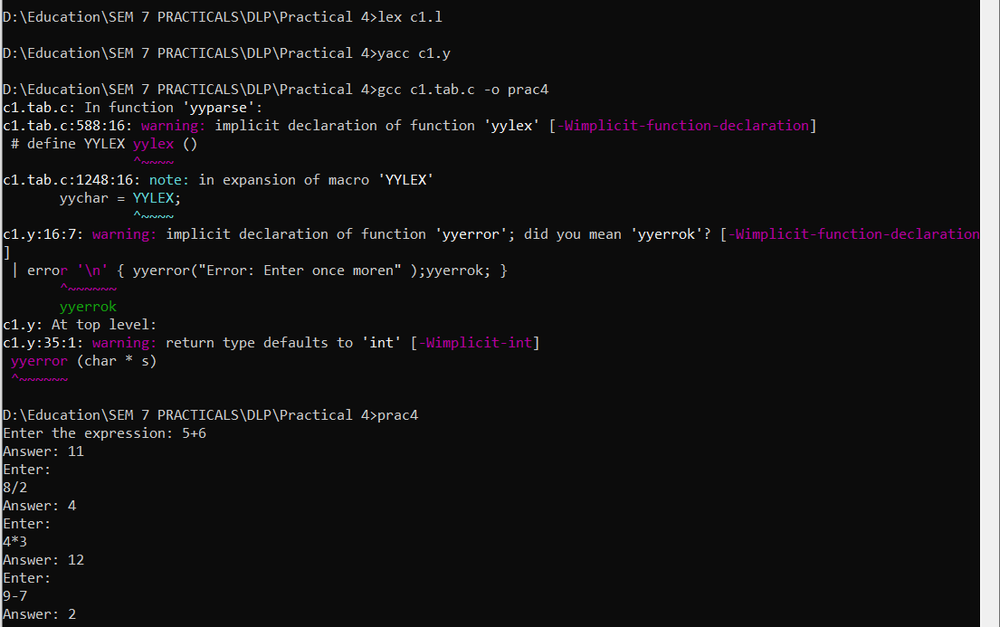 D:\Education\SEM 7 PRACTICALS\DLP\Practical 4>lex c1.l
D:\Education\SEM 7 PRACTICALS\DLP\Practical 4>yacc c1.y
D:\Education\SEM 7 PRACTICALS\DLP\Practical 4>gcc c1.tab.c -o prac4
c1.tab.c: In function 'yyparse':
c1.tab.c:588:16: warning: implicit declaration of function 'yylex' [-Wimplicit-function-declaration]
 # define YYLEX yylex ()
                ^~~~~
c1.tab.c:1248:16: note: in expansion of macro 'YYLEX'
       yychar = YYLEX;
                ^~~~~
c1.y:16:7: warning: implicit declaration of function 'yyerror'; did you mean 'yyerrok'? [-Wimplicit-function-declaration
]
 | error '\n' { yyerror("Error: Enter once moren" );yyerrok; }
       ^~~~~~~
       yyerrok
c1.y: At top level:
c1.y:35:1: warning: return type defaults to 'int' [-Wimplicit-int]
 yyerror (char * s)
 ^~~~~~~
D:\Education\SEM 7 PRACTICALS\DLP\Practical 4>prac4
Enter the expression: 5+6
Answer: 11
Enter:
8/2
Answer: 4
Enter:
4*3
Answer: 12
Enter:
9-7
Answer: 2